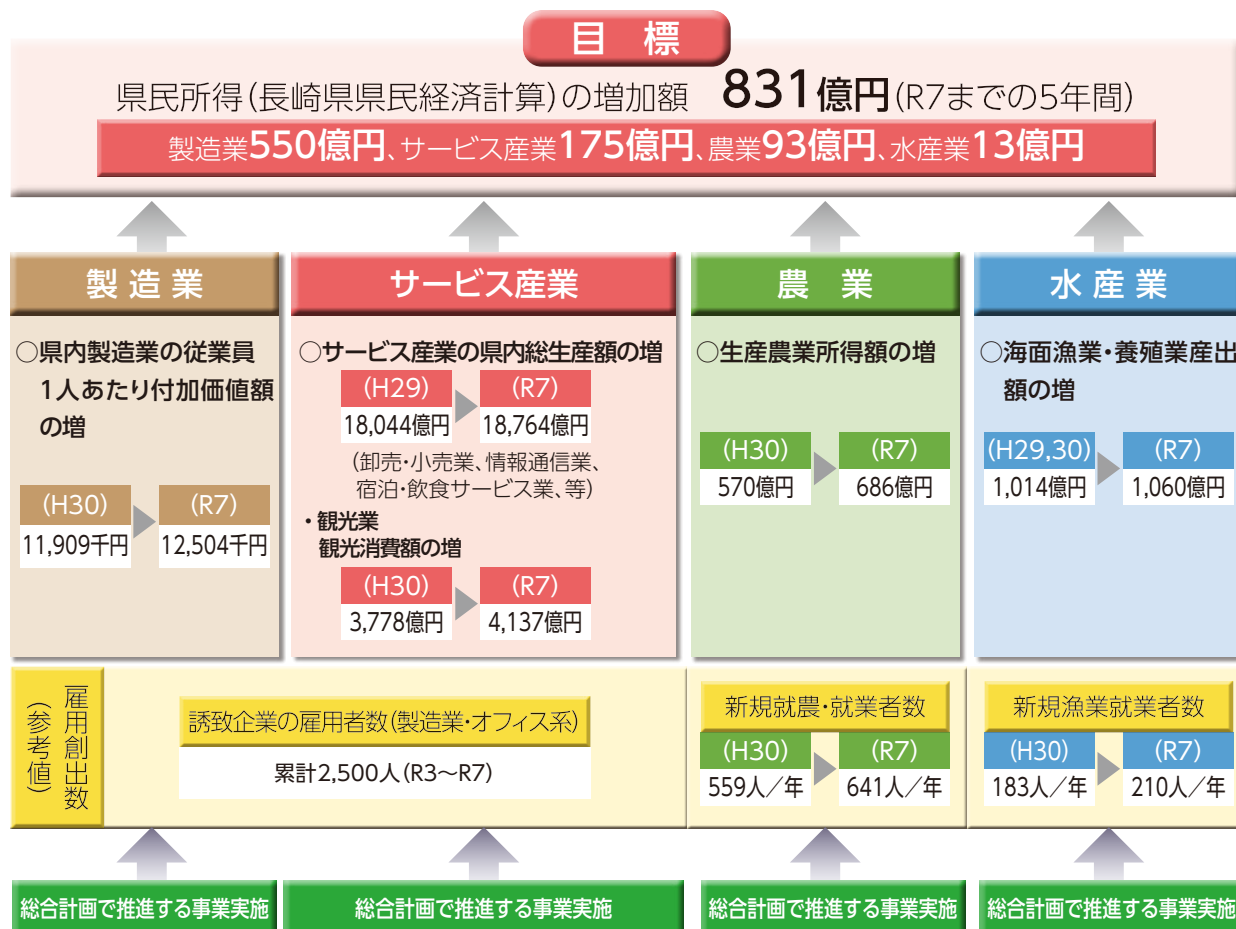 目　標
県民所得(長崎県県民経済計算)の増加額　831億円(R7までの5年間)
製造業550億円、サービス産業175億円、農業93億円、水産業13億円
製造業
○県内製造業の従業員
1人あたり付加価値額
の増
(H30)
(R7)
11,909千円
12,504千円
サービス産業
○サービス産業の県内総生産額の増
(H29)
(R7)
18,044億円
18,764億円
(卸売・小売業、情報通信業、
宿泊・飲食サービス業、等)
・観光業
観光消費額の増
(H30)
(R7)
3,778億円
4,137億円
農　業
○生産農業所得額の増
(H30)
(R7)
570億円
686億円
水産業
○海面漁業・養殖業産出
額の増
(H29,30)
(R7)
1,014億円
1,060億円
雇用創出数
(参考値)
誘致企業の雇用者数(製造業・オフィス系)
累計2,500人(R3～R7)
新規就農・就業者数
(H30)
(R7)
559人／年
641人／年
新規漁業就業者数
(H30)
(R7)
183人／年
210人／年
総合計画で推進する事業実施
総合計画で推進する事業実施
総合計画で推進する事業実施
総合計画で推進する事業実施